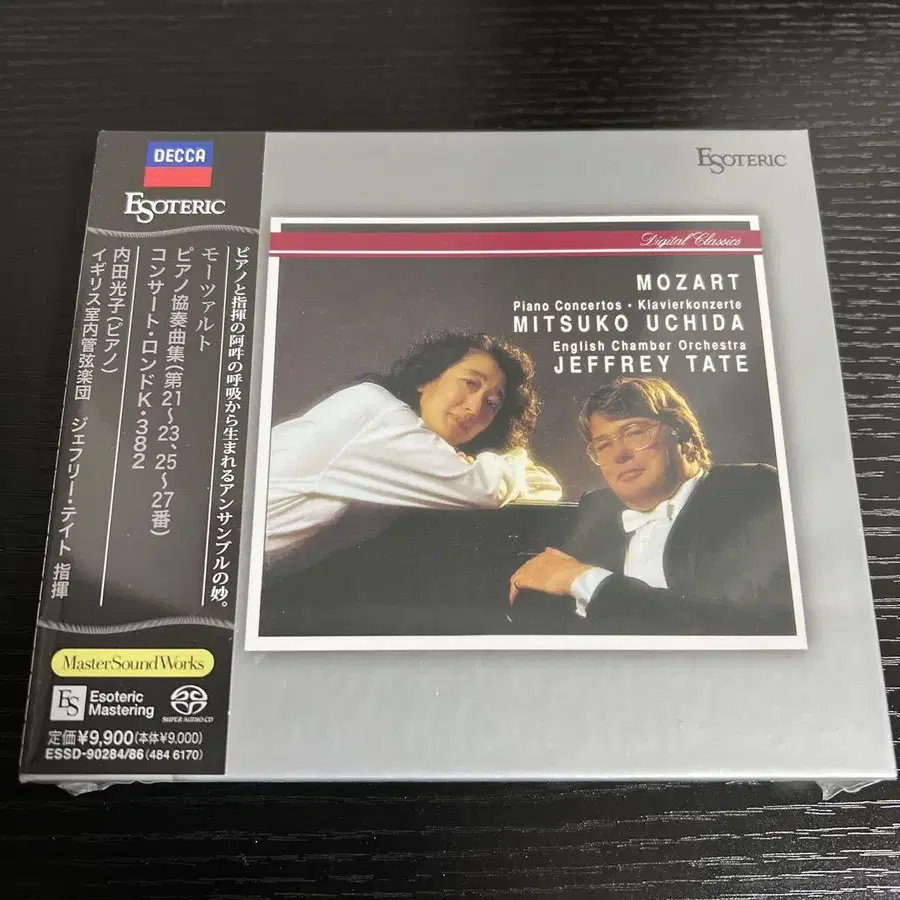 DECCA
ESOTERIC
ピアノと指揮の阿吽の呼吸から生まれるアンサンブルの妙。
モーツァルト
ピアノ協奏曲集(第21〜23、25〜27番)
コンサート・ロンドK・382
内田光子(ピアノ)
イギリス室内管弦楽団 ジェフリー・テイト 指揮
MasterSoundWorks
ES Esoteric
Mastering
SUPER AUDIO CD
定価¥9,900(本体¥9,000)
ESSD-90284/86 (484 6170)
ESOTERIC
Digital Classics
MOZART
Piano Concertos • Klavierkonzerte
MITSUKO UCHIDA
English Chamber Orchestra
JEFFREY TATE